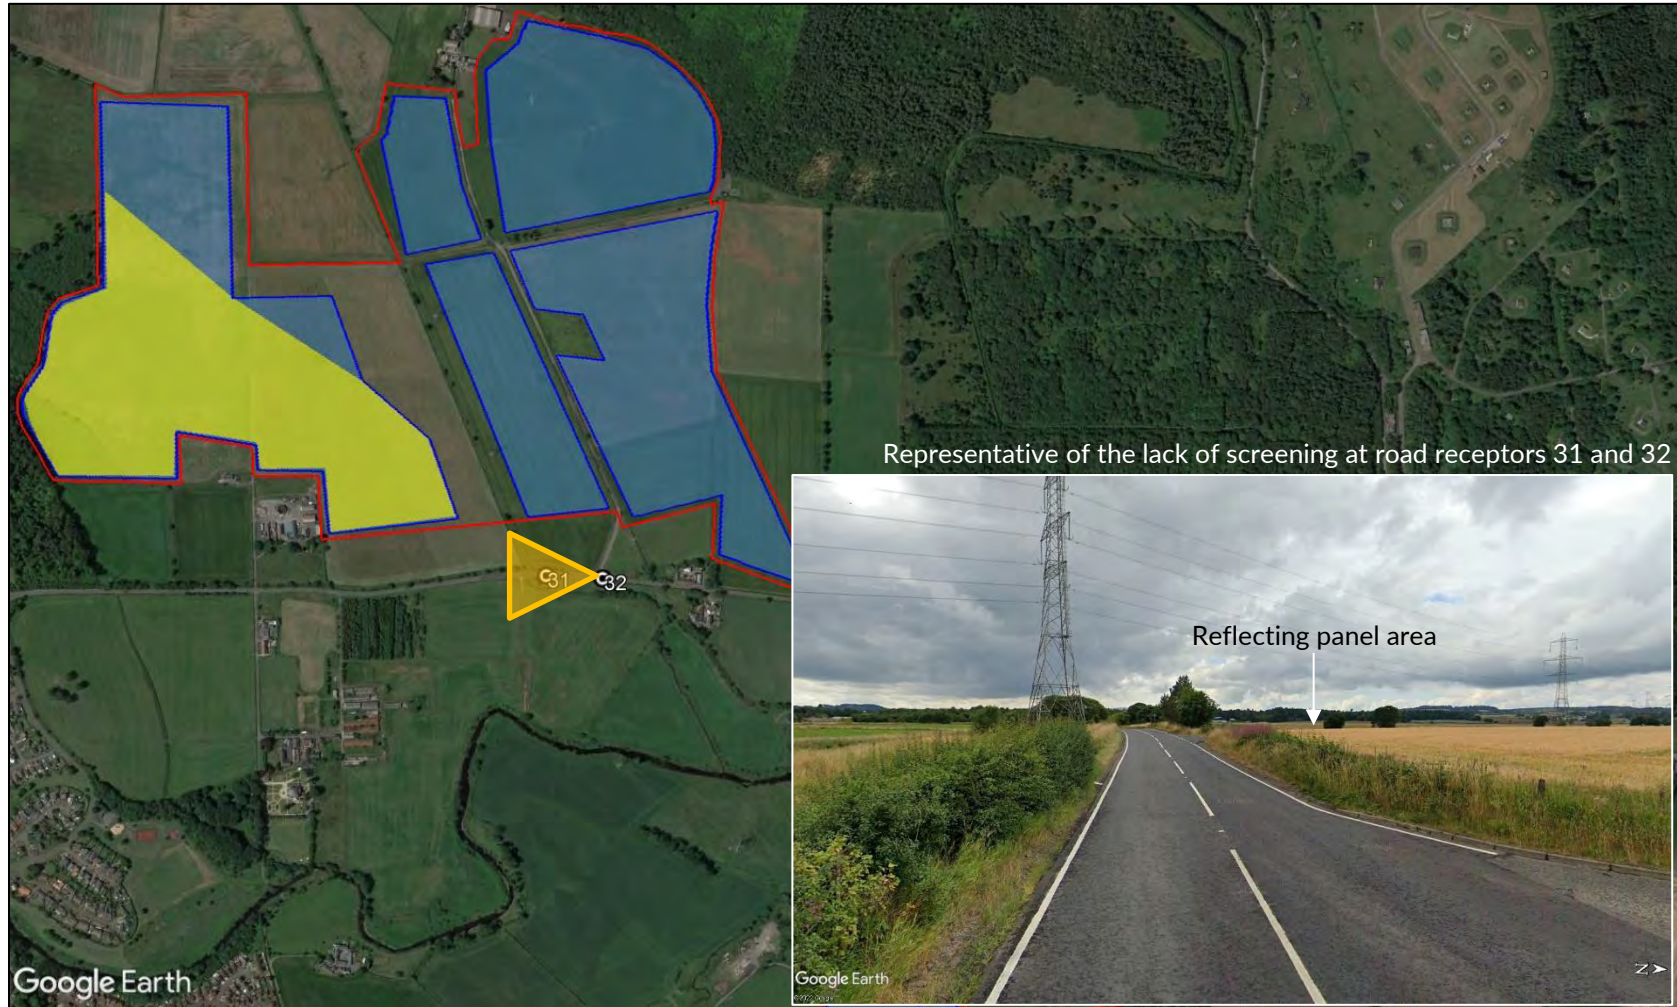 Representative of the lack of screening at road receptors 31 and 32
31
32
Reflecting panel area
Google Earth
Google Earth
Z